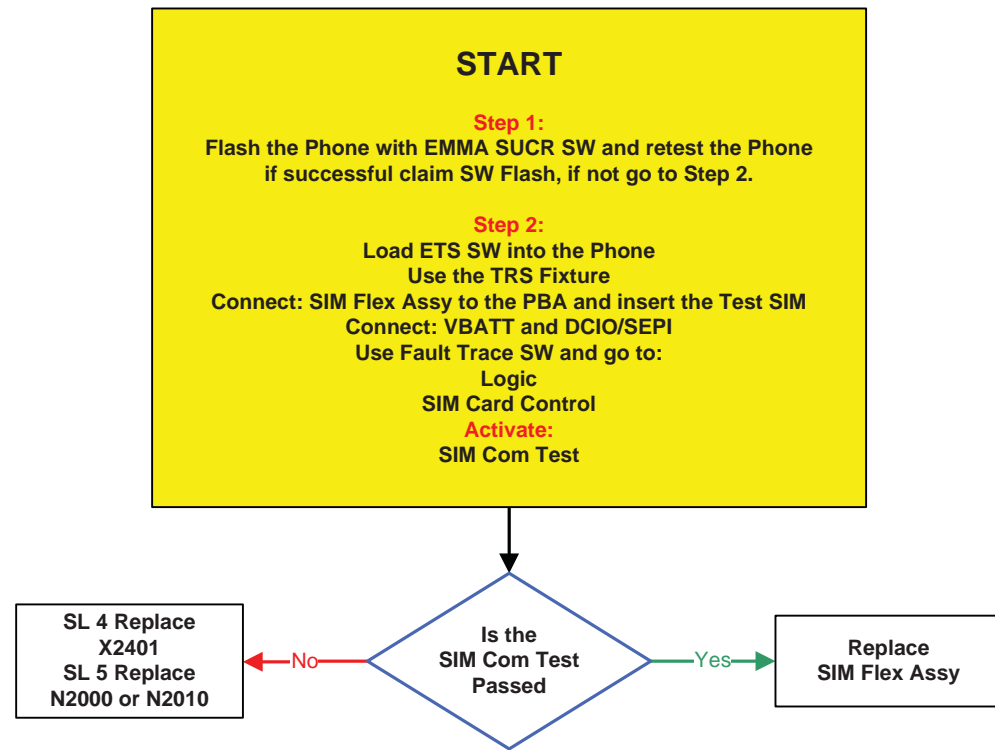 START
Step 1:
Flash the Phone with EMMA SUCR SW and retest the Phone
if successful claim SW Flash, if not go to Step 2.
Step 2:
Load ETS SW into the Phone
Use the TRS Fixture
Connect: SIM Flex Assy to the PBA and insert the Test SIM
Connect: VBATT and DCIO/SEPI
Use Fault Trace SW and go to:
Logic
SIM Card Control
Activate:
SIM Com Test
SL 4 Replace
X2401
SL 5 Replace
N2000 or N2010
No
Is the
SIM Com Test
Passed
Yes
Replace
SIM Flex Assy